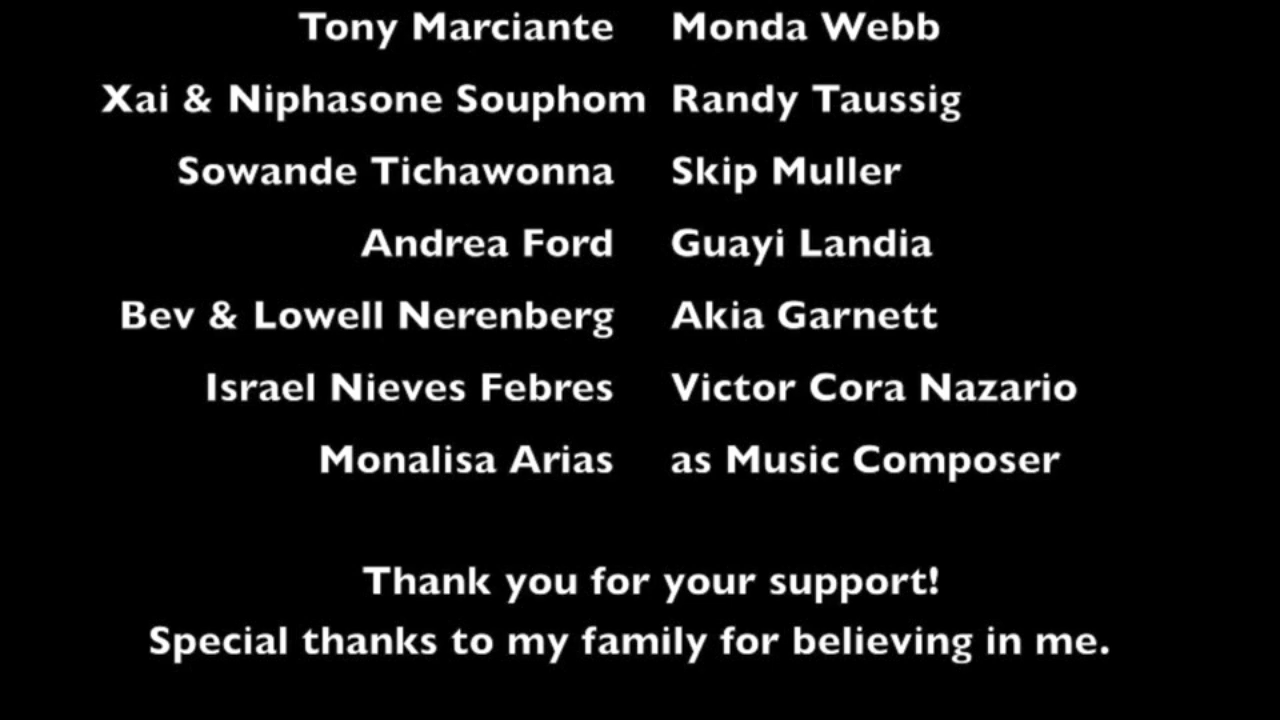 Tony Marciante Monda Webb
Xai & Niphasone Souphom Randy Taussig
Sowande Tichawonna Skip Muller
Andrea Ford Guayi Landia
Bev & Lowell Nerenberg Akia Garnett
Israel Nieves Febres Victor Cora Nazario
Monalisa Arias as Music Composer
Thank you for your support!
Special thanks to my family for believing in me.